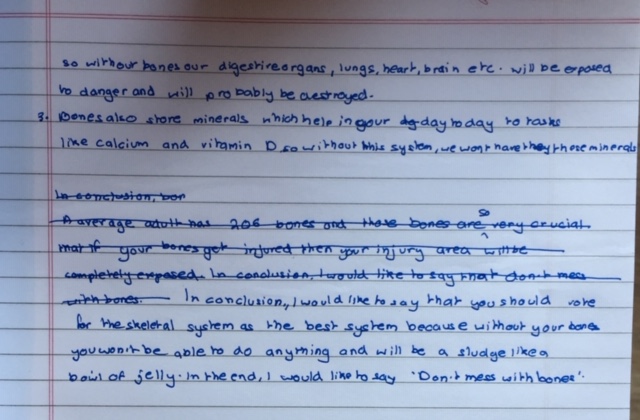 so without bones our digestive organs, lungs, heart, brain etc. will be exposed
to danger and will probably be destroyed.
3. Bones also store minerals which help in your day to day to tasks
like calcium and vitamin D so without this system, we wont have they these minerals
In conclusion, bon
A average adult has 206 bones and those bones are so very crucial
that if your bones get injured then your injury area will be
completely exposed. In conclusion, I would like to say that don't mess
with bones. In conclusion, I would like to say that you should vote
for the skeletal system as the best system because without your bones
you won't be able to do anything and will be a sludge like a
bowl of jelly. In the end, I would like to say 'Don't mess with bones'.